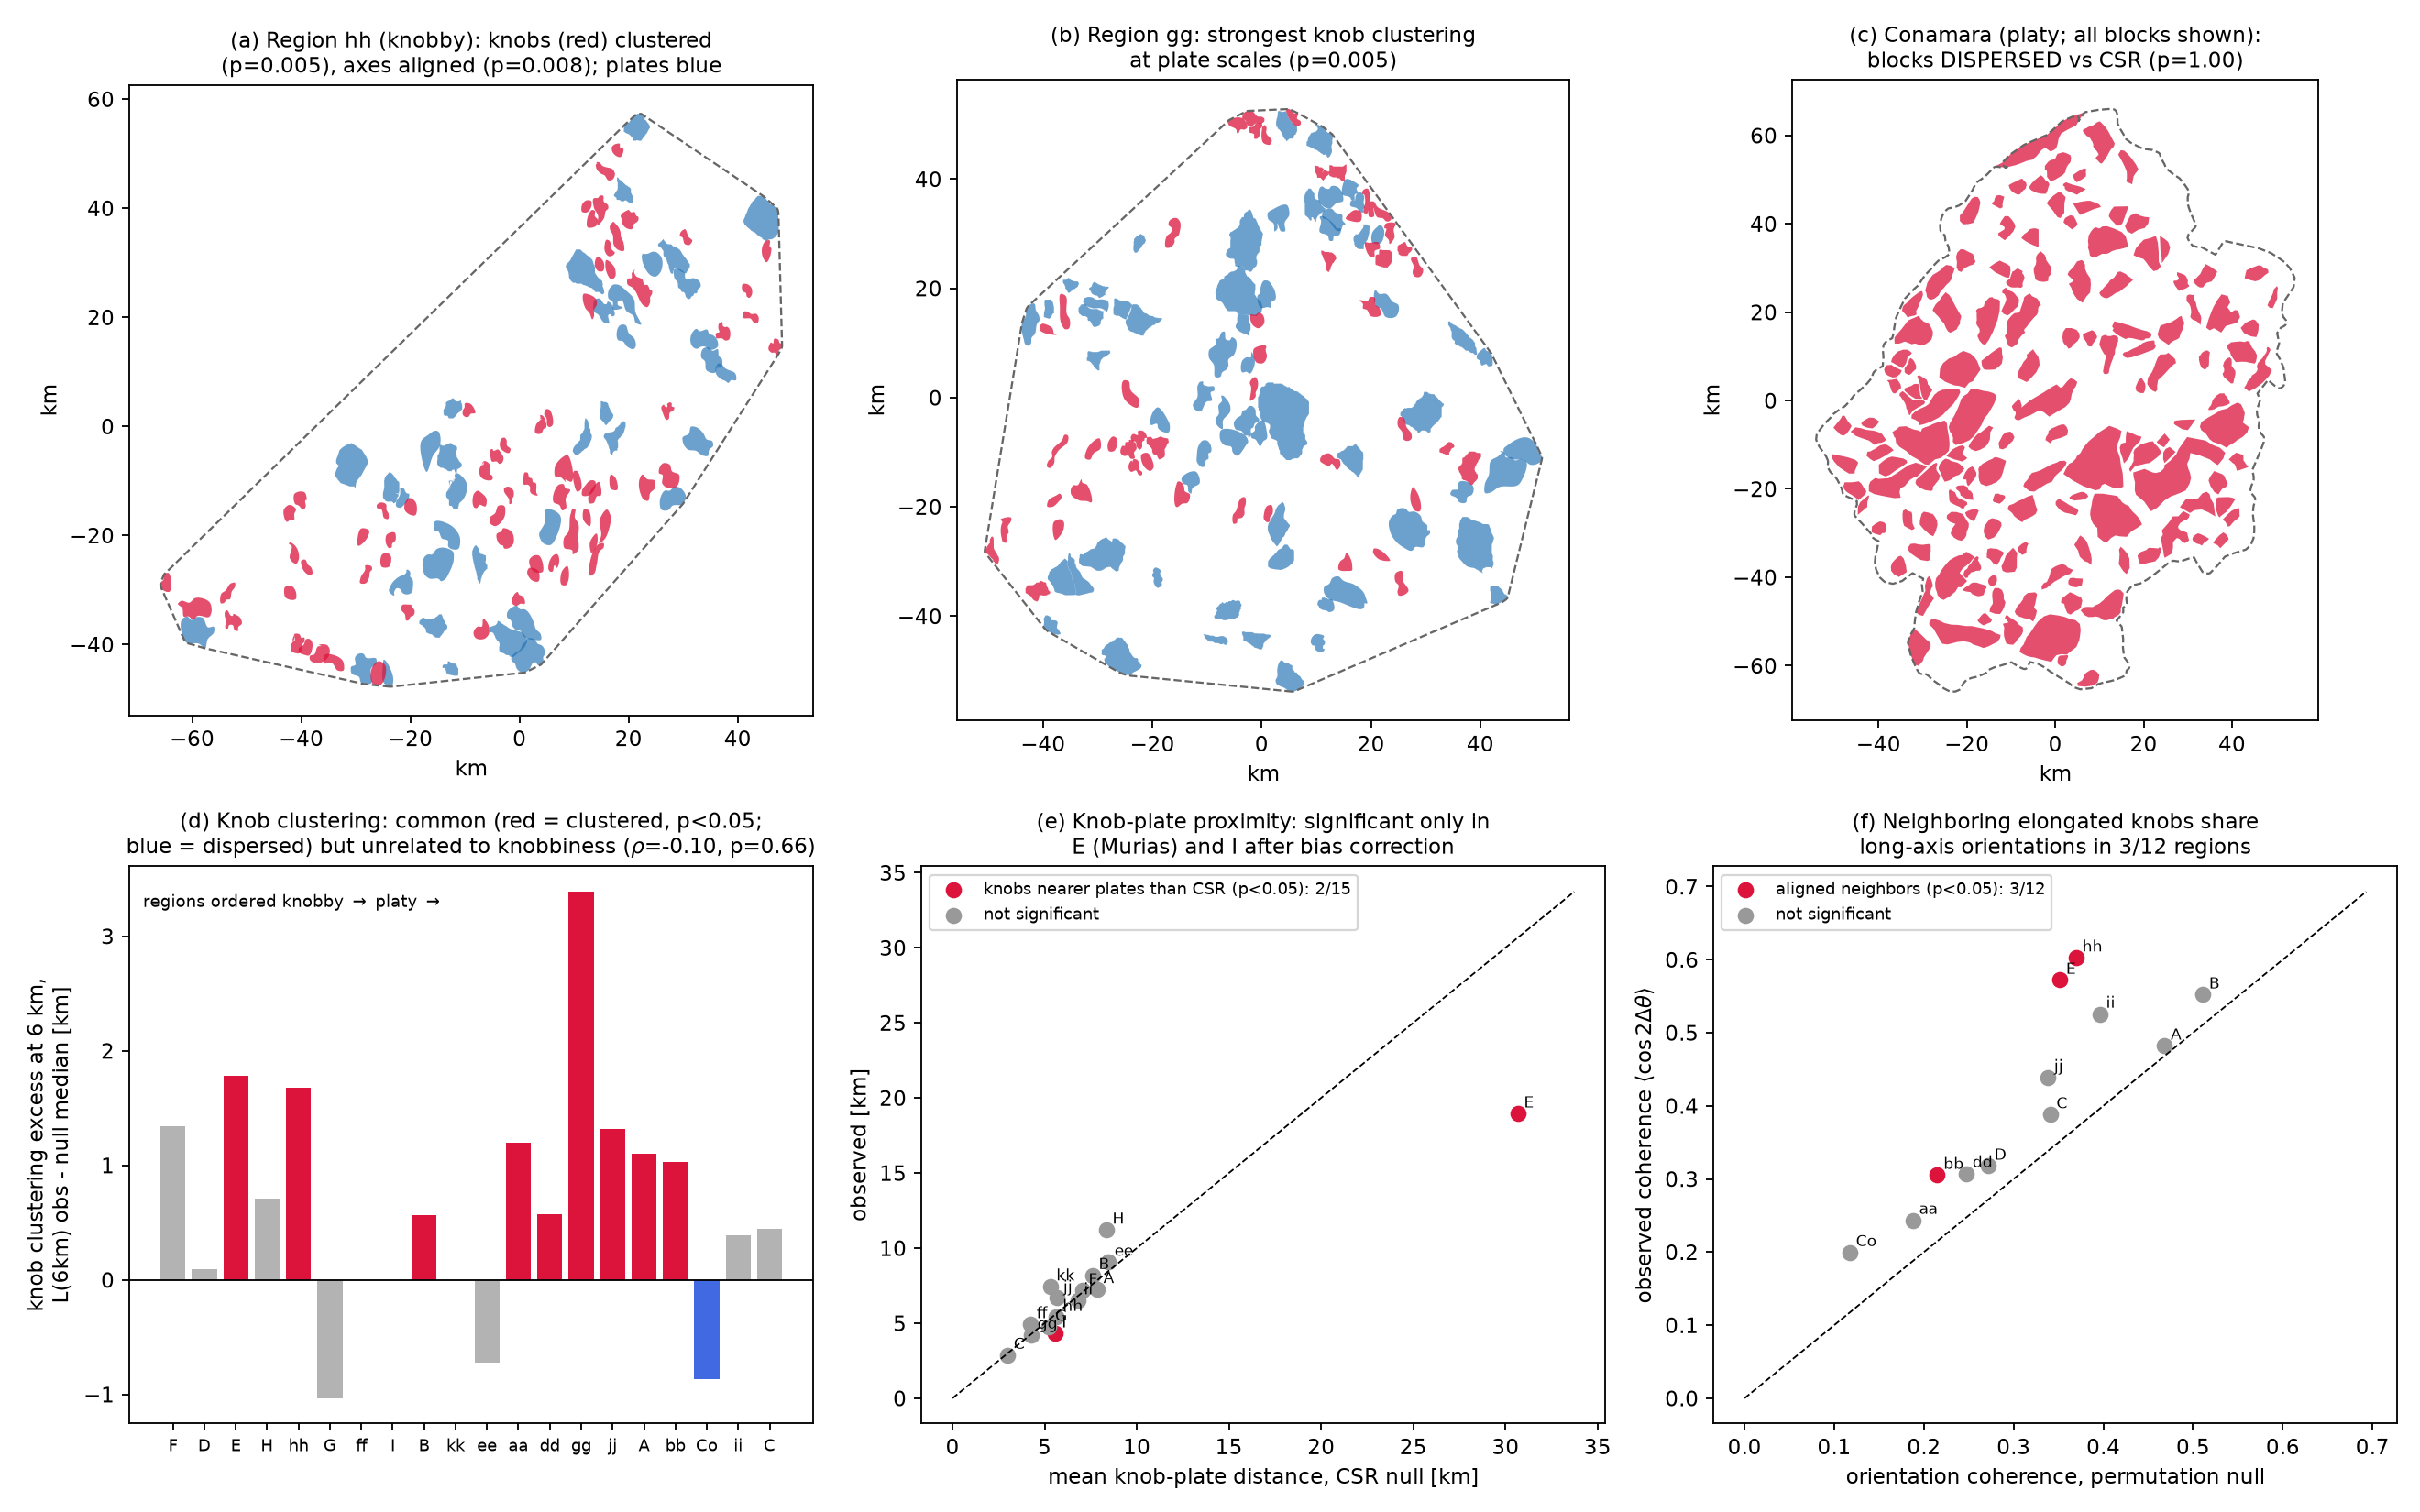 (a) Region hh (knobby): knobs (red) clustered
(p=0.005), axes aligned (p=0.008); plates blue
60
40
20
0
−20
−40
km
−60
−40
−20
0
20
40
km
(b) Region gg: strongest knob clustering
at plate scales (p=0.005)
40
20
0
−20
−40
km
−40
−20
0
20
40
km
(c) Conamara (platy; all blocks shown):
blocks DISPERSED vs CSR (p=1.00)
60
40
20
0
−20
−40
−60
km
−40
−20
0
20
40
km
(d) Knob clustering: common (red = clustered, p<0.05;
blue = dispersed) but unrelated to knobbiness (ρ=-0.10, p=0.66)
regions ordered knobby → platy →
knob clustering excess at 6 km,
L(6km) obs - null median [km]
3
2
1
0
−1
F
D
E
H
hh
G
ff
I
B
kk
ee
aa
dd
gg
jj
A
bb
Co
ii
C
(e) Knob-plate proximity: significant only in
E (Murias) and I after bias correction
knobs nearer plates than CSR (p<0.05): 2/15
not significant
observed [km]
35
30
25
20
15
10
5
0
E
H
ee
B
F
A
kk
jj
ii
hh
ff
G
gg
I
C
0
5
10
15
20
25
30
35
mean knob-plate distance, CSR null [km]
(f) Neighboring elongated knobs share
long-axis orientations in 3/12 regions
aligned neighbors (p<0.05): 3/12
not significant
observed coherence ⟨cos 2Δθ⟩
0.7
0.6
0.5
0.4
0.3
0.2
0.1
0.0
hh
E
B
ii
A
jj
C
bb
dd
D
aa
Co
0.0
0.1
0.2
0.3
0.4
0.5
0.6
0.7
orientation coherence, permutation null